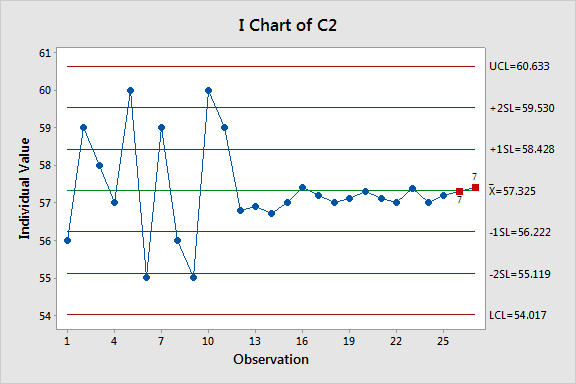 I Chart of C2
61
60
59
58
57
56
55
54
Individual Value
UCL=60.633
+2SL=59.530
+1SL=58.428
X̄=57.325
-1SL=56.222
-2SL=55.119
LCL=54.017
7
7
1 4 7 10 13 16 19 22 25
Observation